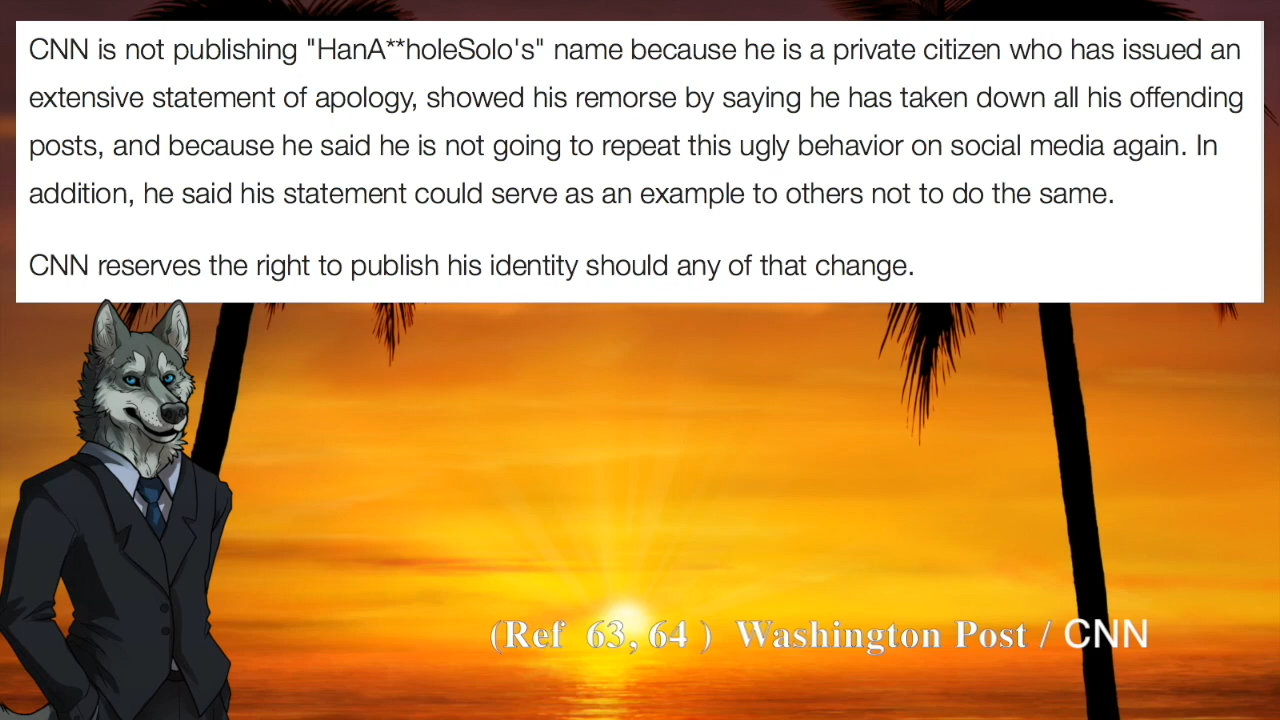 CNN is not publishing "HanA**holeSolo's" name because he is a private citizen who has issued an
extensive statement of apology, showed his remorse by saying he has taken down all his offending
posts, and because he said he is not going to repeat this ugly behavior on social media again. In
addition, he said his statement could serve as an example to others not to do the same.
CNN reserves the right to publish his identity should any of that change.
(Ref 63, 64 ) Washington Post / CNN